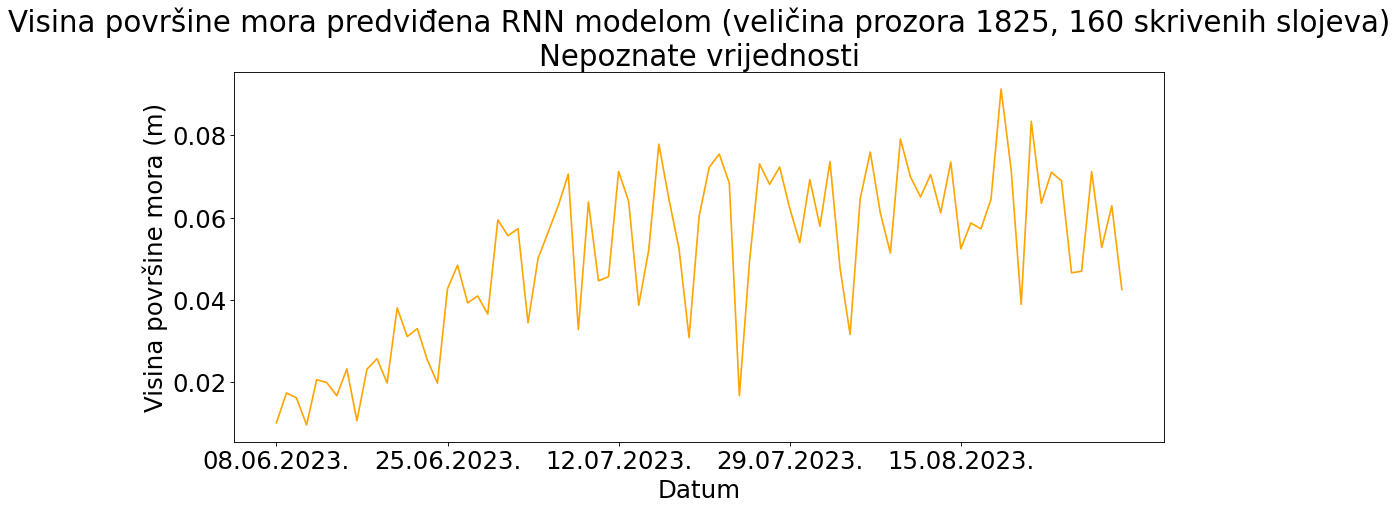 Visina površine mora predviđena RNN modelom (veličina prozora 1825, 160 skrivenih slojeva)
Nepoznate vrijednosti
Visina površine mora (m)
0.08
0.06
0.04
0.02
08.06.2023.
25.06.2023.
12.07.2023.
29.07.2023.
15.08.2023.
Datum